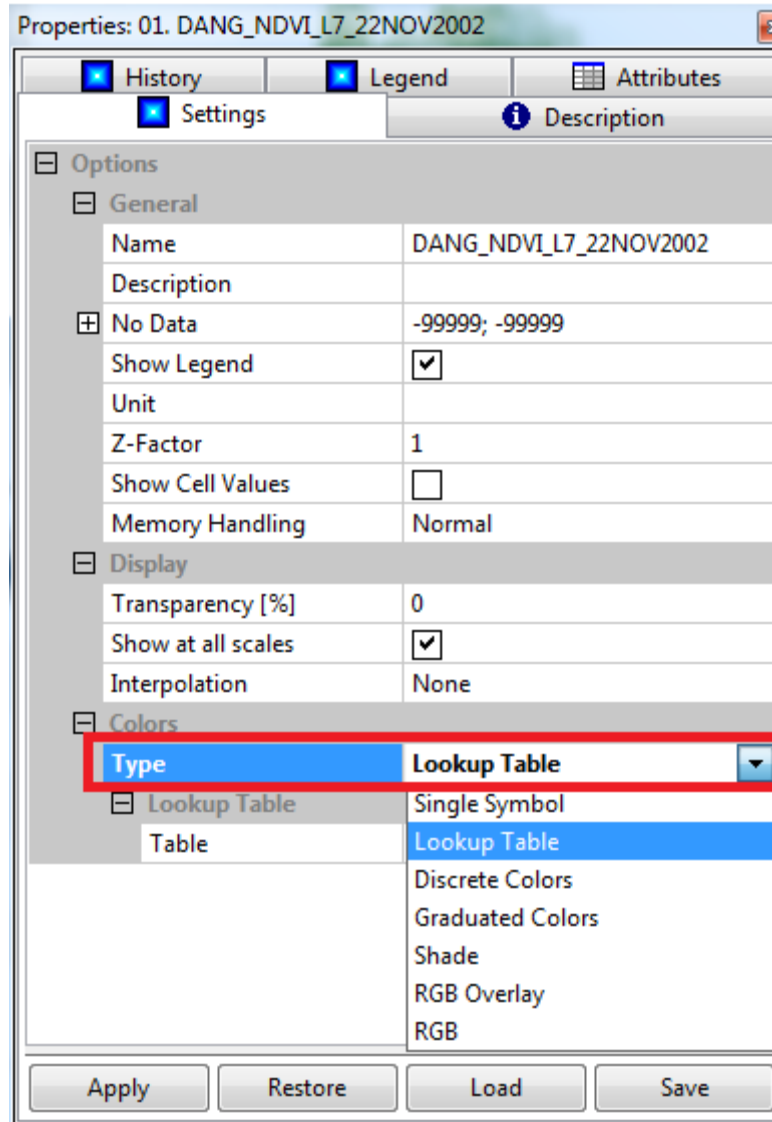 Properties: 01. DANG_NDVI_L7_22NOV2002
History Legend Attributes
Settings Description
Options
General
Name DANG_NDVI_L7_22NOV2002
Description
No Data -99999; -99999
Show Legend
Unit
Z-Factor 1
Show Cell Values
Memory Handling Normal
Display
Transparency [%] 0
Show at all scales
Interpolation None
Colors
Type Lookup Table
Lookup Table Single Symbol
Table Lookup Table
Discrete Colors
Graduated Colors
Shade
RGB Overlay
RGB
Apply Restore Load Save